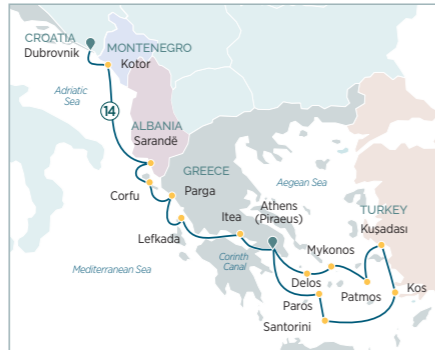 CROATIA
Dubrovnik
MONTENEGRO
Kotor
Adriatic
Sea
14
ALBANIA
Sarandë
GREECE
Corfu
Parga
Aegean Sea
Athens
(Piraeus)
Itea
TURKEY
Kuşadası
Lefkada
Mykonos
Corinth
Canal
Mediterranean Sea
Delos
Patmos
Kos
Paros
Santorini